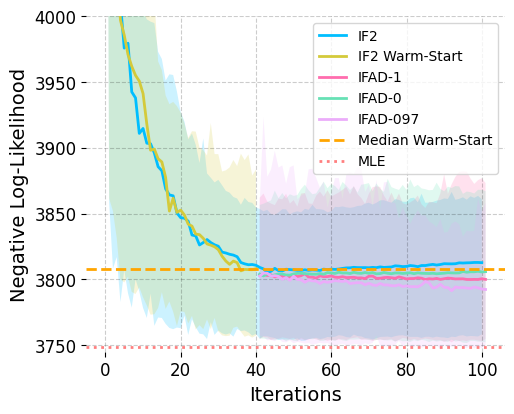 4000
3950
3900
3850
3800
3750
Negative Log-Likelihood
IF2
IF2 Warm-Start
IFAD-1
IFAD-0
IFAD-097
Median Warm-Start
MLE
0 20 40 60 80 100
Iterations